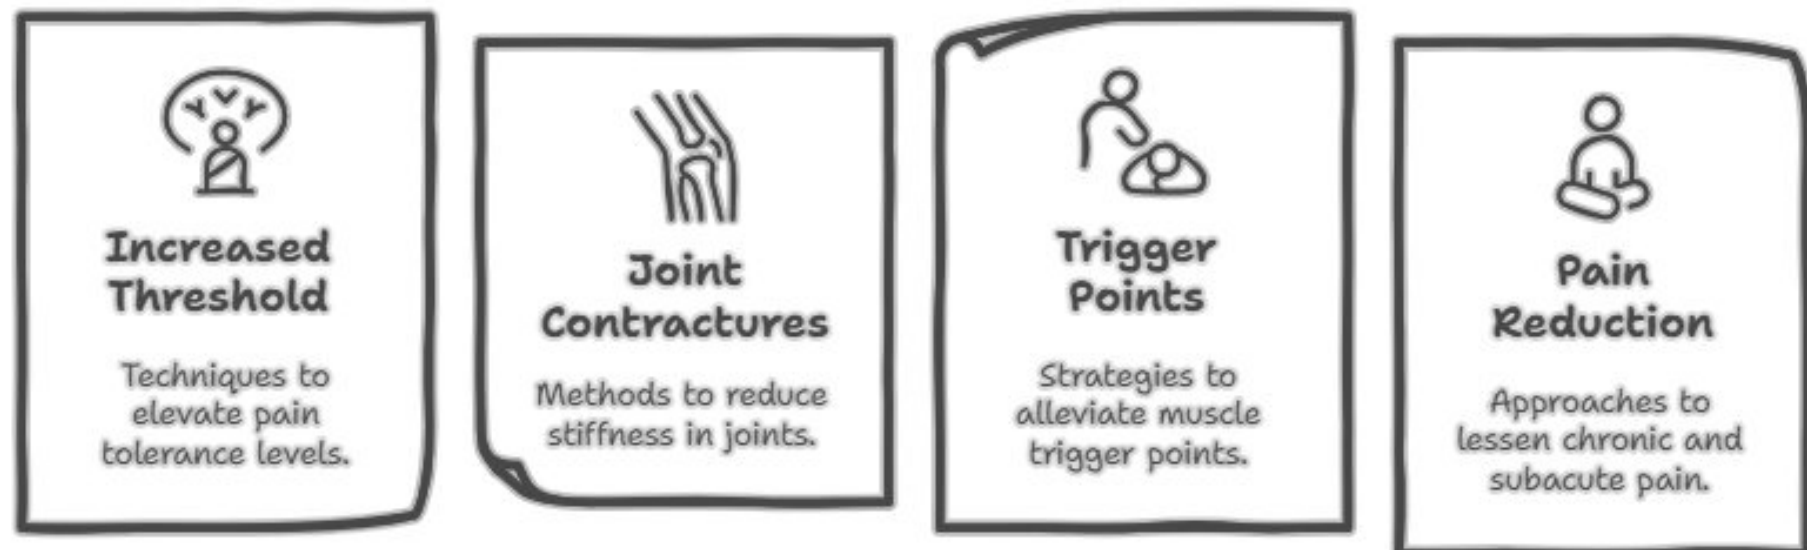 Increased
Threshold
Techniques to
elevate pain
tolerance levels.
Joint
Contractures
Methods to reduce
stiffness in joints.
Trigger
Points
Strategies to
alleviate muscle
trigger points.
Pain
Reduction
Approaches to
lessen chronic and
subacute pain.